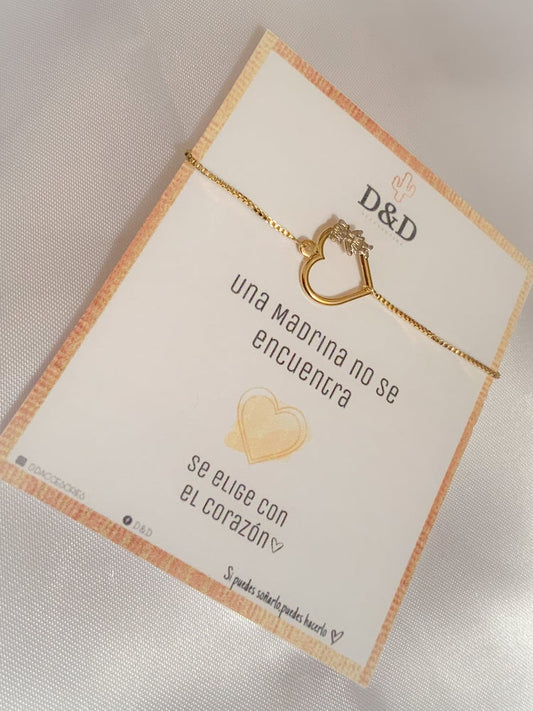 D&D
Una Madrina no se
encuentra
se elige con
el corazón
D&D
Si puedes soñarlo, puedes hacerlo